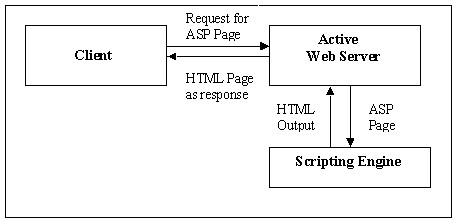 Request for
ASP Page
Client
Active
Web Server
HTML Page
as response
HTML
Output
ASP
Page
Scripting Engine